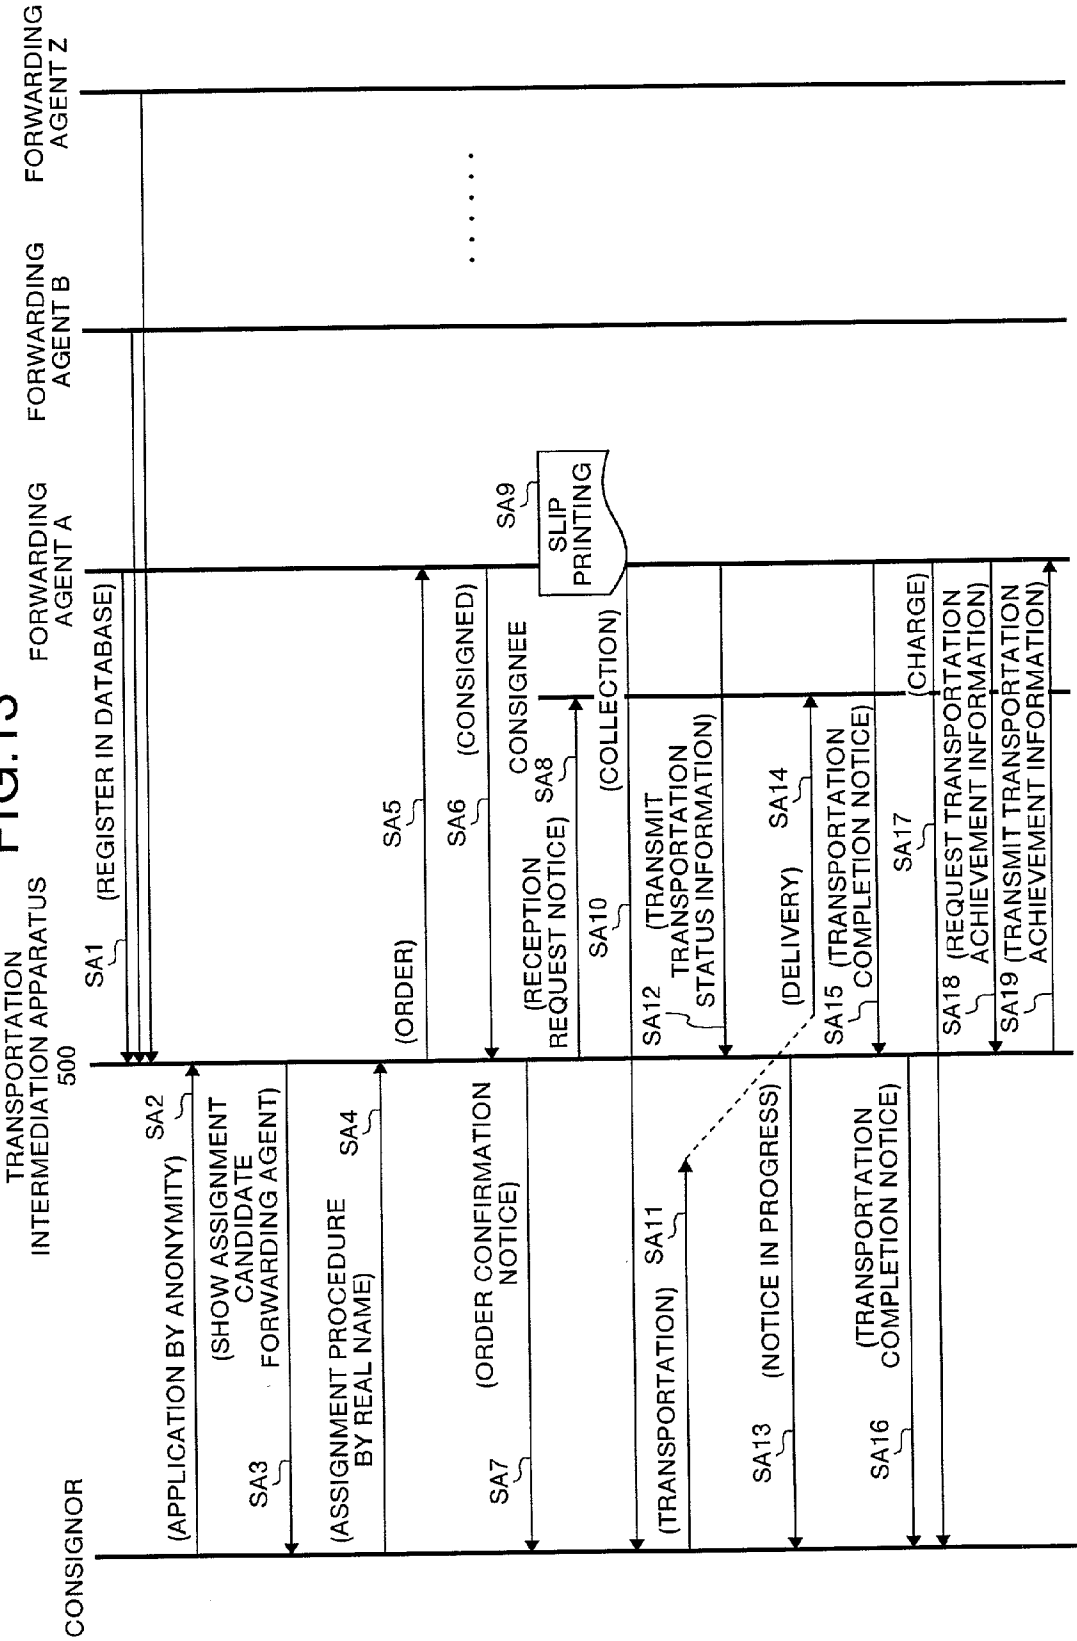 FIG.13
CONSIGNOR
TRANSPORTATION
INTERMEDIATION APPARATUS
500
FORWARDING
AGENT A
FORWARDING
AGENT B
FORWARDING
AGENT Z
SA1
(REGISTER IN DATABASE)
(APPLICATION BY ANONYMITY)
SA2
SA3
(SHOW ASSIGNMENT
CANDIDATE
FORWARDING AGENT)
(ASSIGNMENT PROCEDURE
BY REAL NAME)
SA4
(ORDER)
SA5
SA6
(CONSIGNED)
SA7
(ORDER CONFIRMATION
NOTICE)
CONSIGNEE
(RECEPTION
REQUEST NOTICE)
SA8
SA9
SLIP
PRINTING
SA10
(COLLECTION)
(TRANSPORTATION)
SA11
SA12
(TRANSMIT
TRANSPORTATION
STATUS INFORMATION)
SA13
(NOTICE IN PROGRESS)
(DELIVERY)
SA14
SA15
(TRANSPORTATION
COMPLETION NOTICE)
SA16
(TRANSPORTATION
COMPLETION NOTICE)
SA17
(CHARGE)
SA18
(REQUEST TRANSPORTATION
ACHIEVEMENT INFORMATION)
SA19
(TRANSMIT TRANSPORTATION
ACHIEVEMENT INFORMATION)